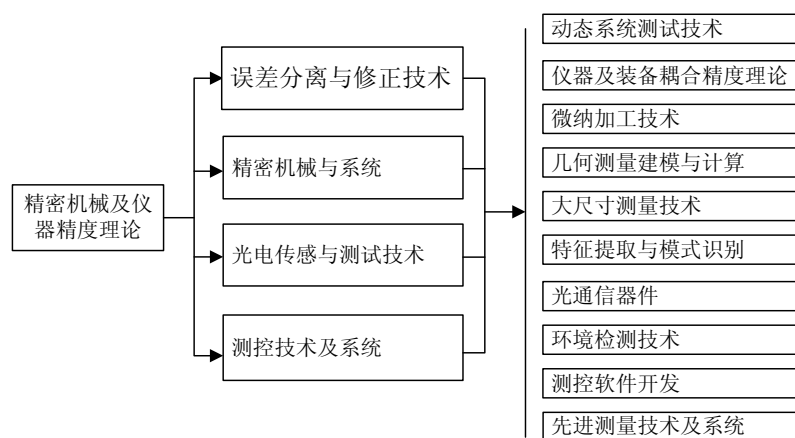 精密机械及仪
器精度理论
误差分离与修正技术
精密机械与系统
光电传感与测试技术
测控技术及系统
动态系统测试技术
仪器及装备耦合精度理论
微纳加工技术
几何测量建模与计算
大尺寸测量技术
特征提取与模式识别
光通信器件
环境检测技术
测控软件开发
先进测量技术及系统